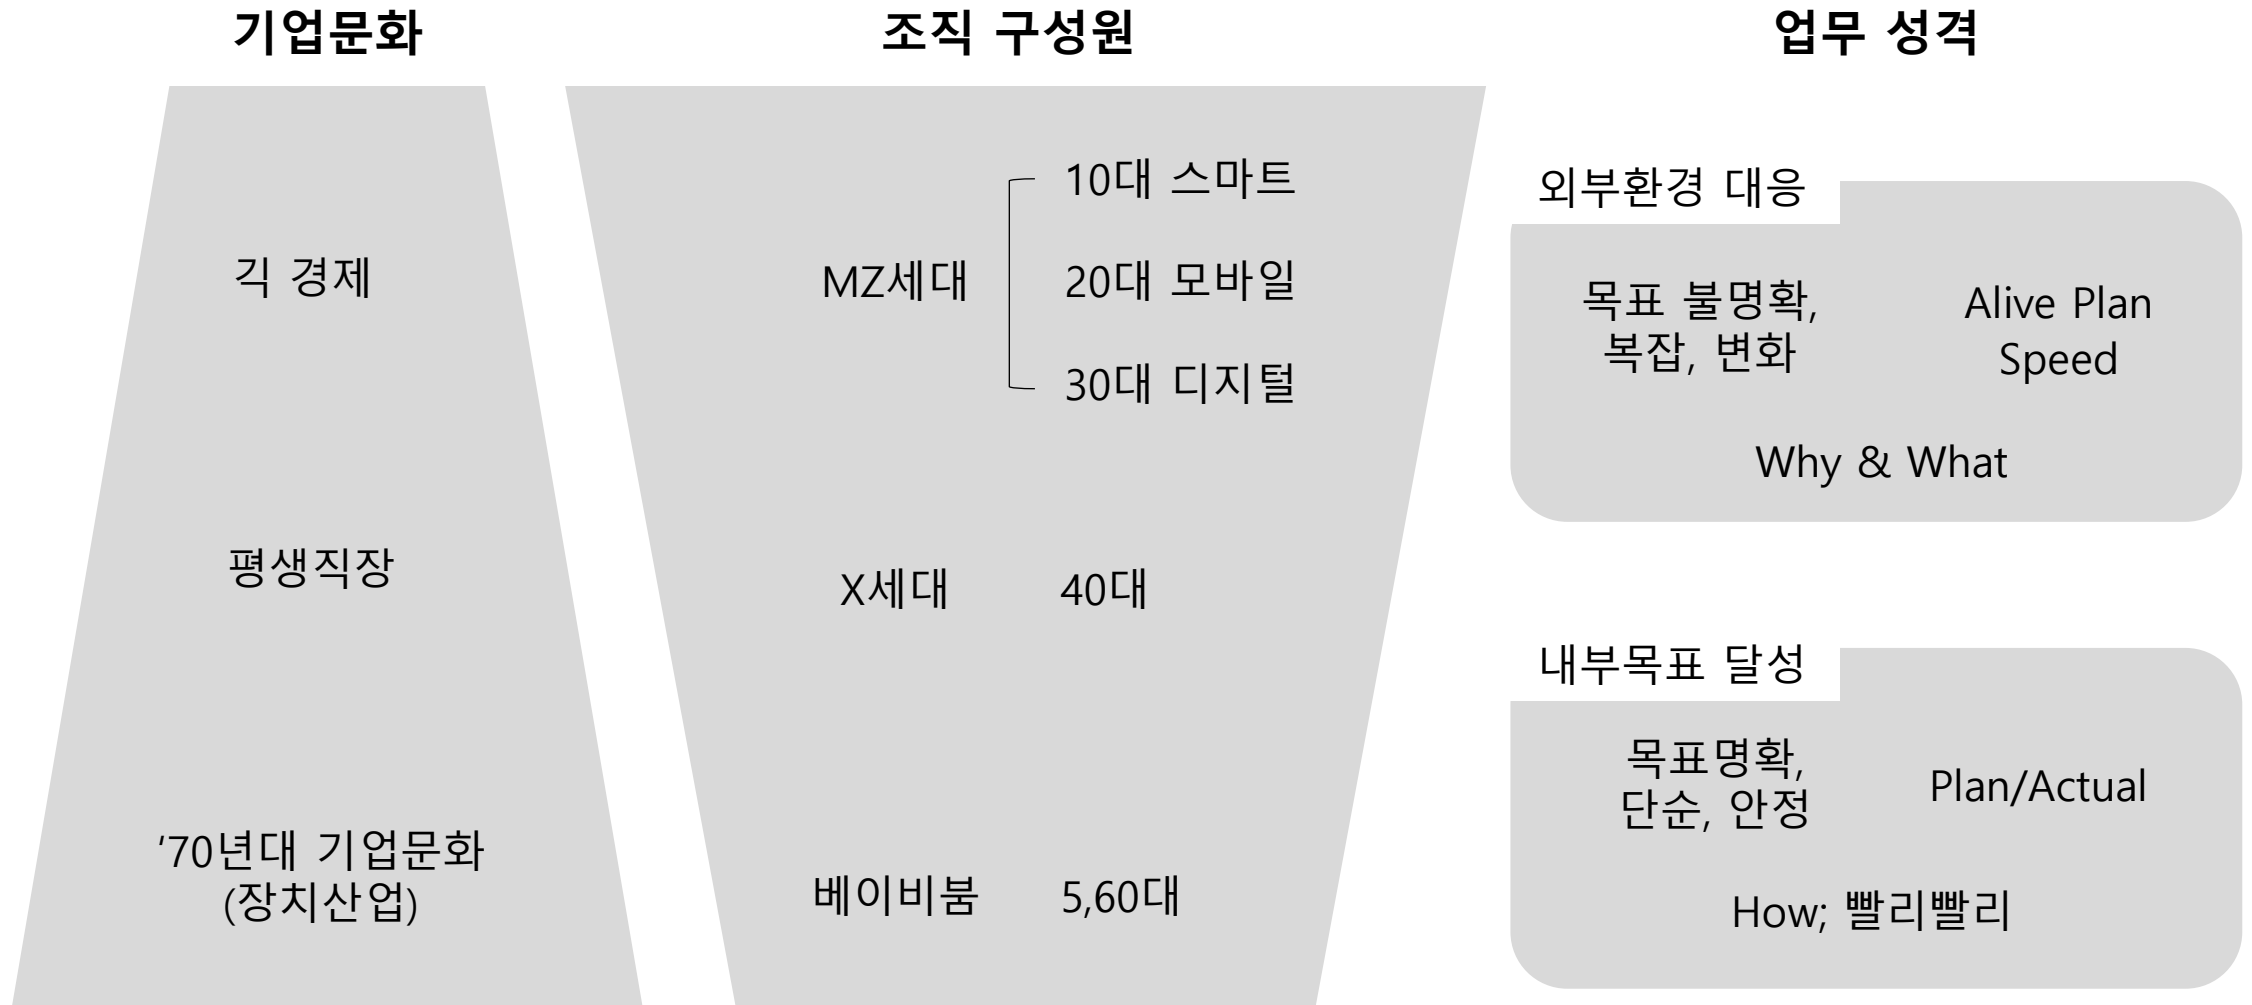 기업문화
조직 구성원
업무 성격
긱 경제
평생직장
'70년대 기업문화
(장치산업)
MZ세대
10대 스마트
20대 모바일
30대 디지털
X세대 40대
베이비붐 5,60대
외부환경 대응
목표 불명확,
복잡, 변화
Alive Plan
Speed
Why & What
내부목표 달성
목표명확,
단순, 안정
Plan/Actual
How; 빨리빨리